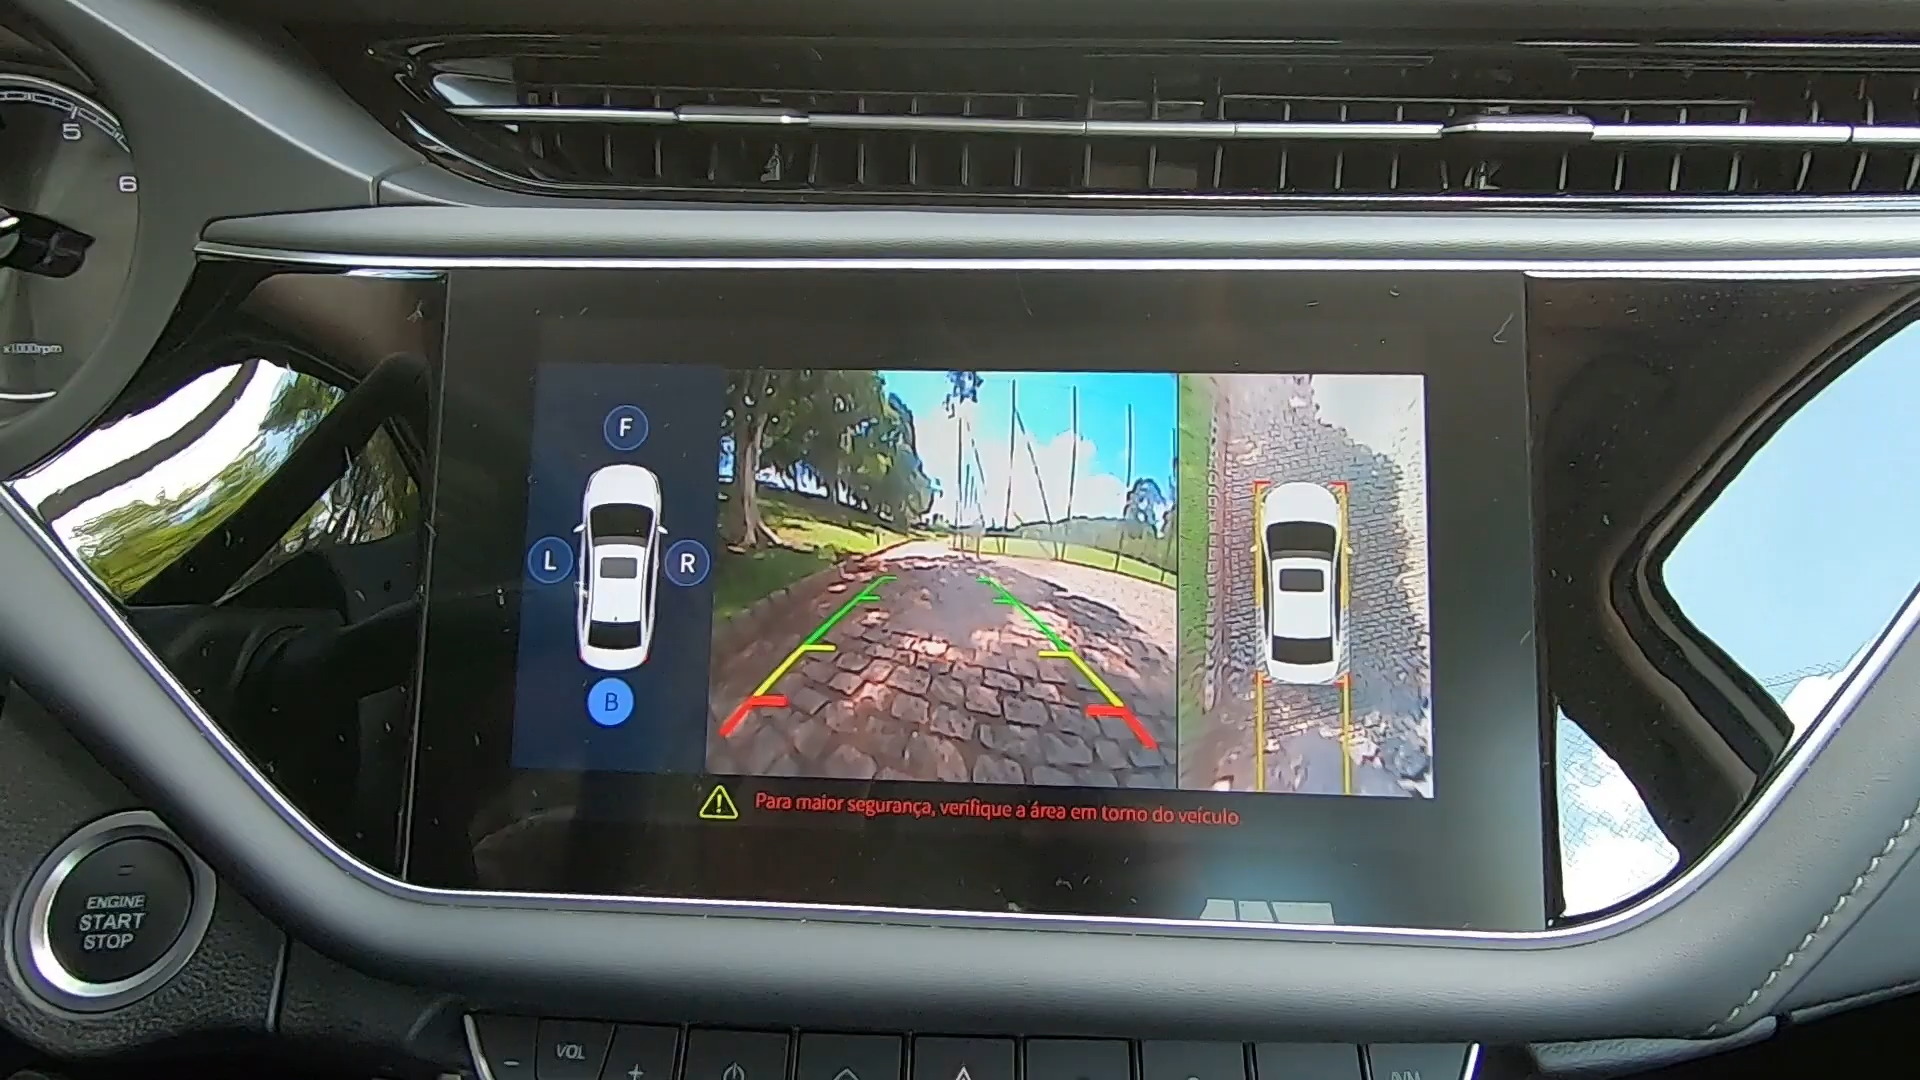 5
6
x1000rpm
F
L
R
B
Para maior segurança, verifique a área em torno do veículo.
ENGINE
START
STOP
− VOL +